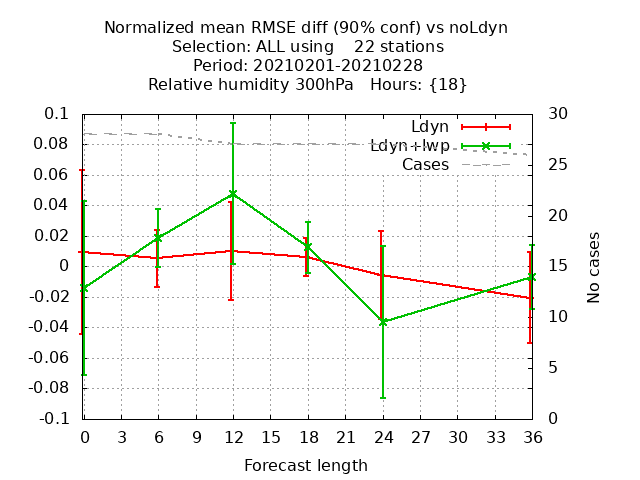 Normalized mean RMSE diff (90% conf) vs noLdyn
Selection: ALL using    22 stations
Period: 20210201-20210228
Relative humidity 300hPa   Hours: {18}
0.1
0.08
0.06
0.04
0.02
0
-0.02
-0.04
-0.06
-0.08
-0.1
Ldyn
Ldyn+lwp
Cases
30
25
20
15
10
5
0
No cases
0 3 6 9 12 15 18 21 24 27 30 33 36
Forecast length